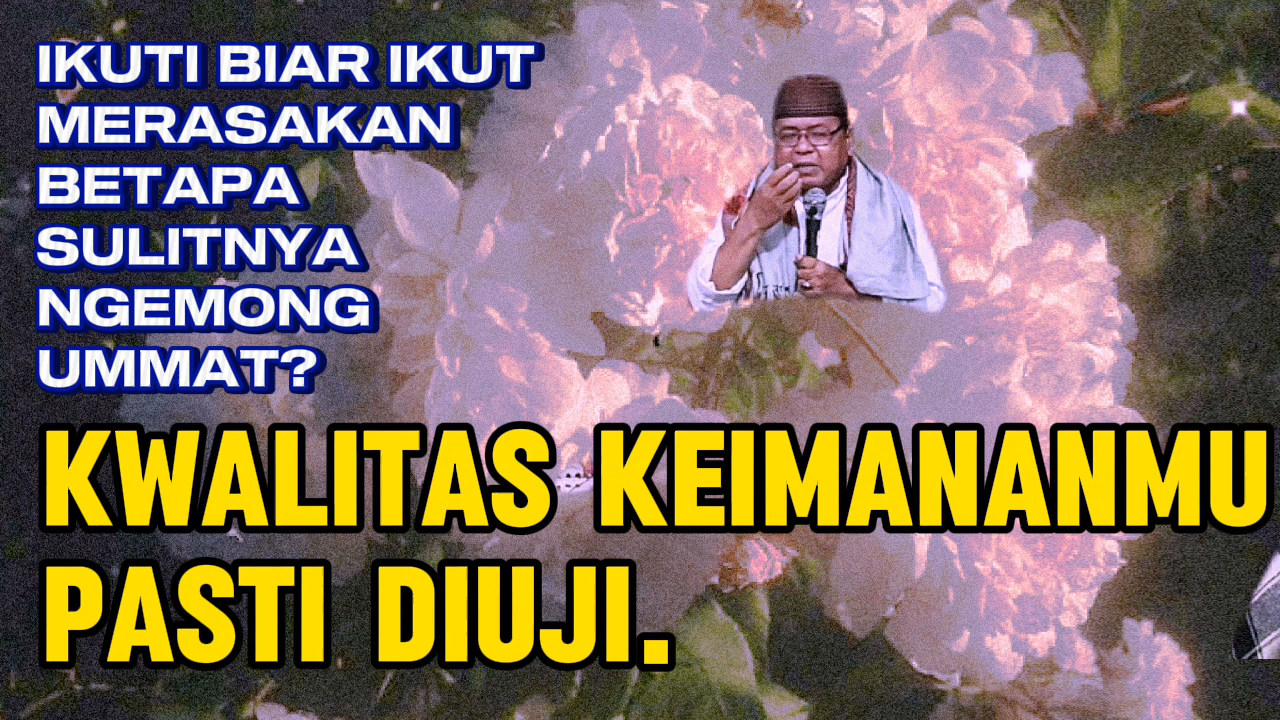 IKUTI BIAR IKUT
MERASAKAN
BETAPA
SULITNYA
NGEMONG
UMMAT?
KWALITAS KEIMANANMU
PASTI DIUJI.